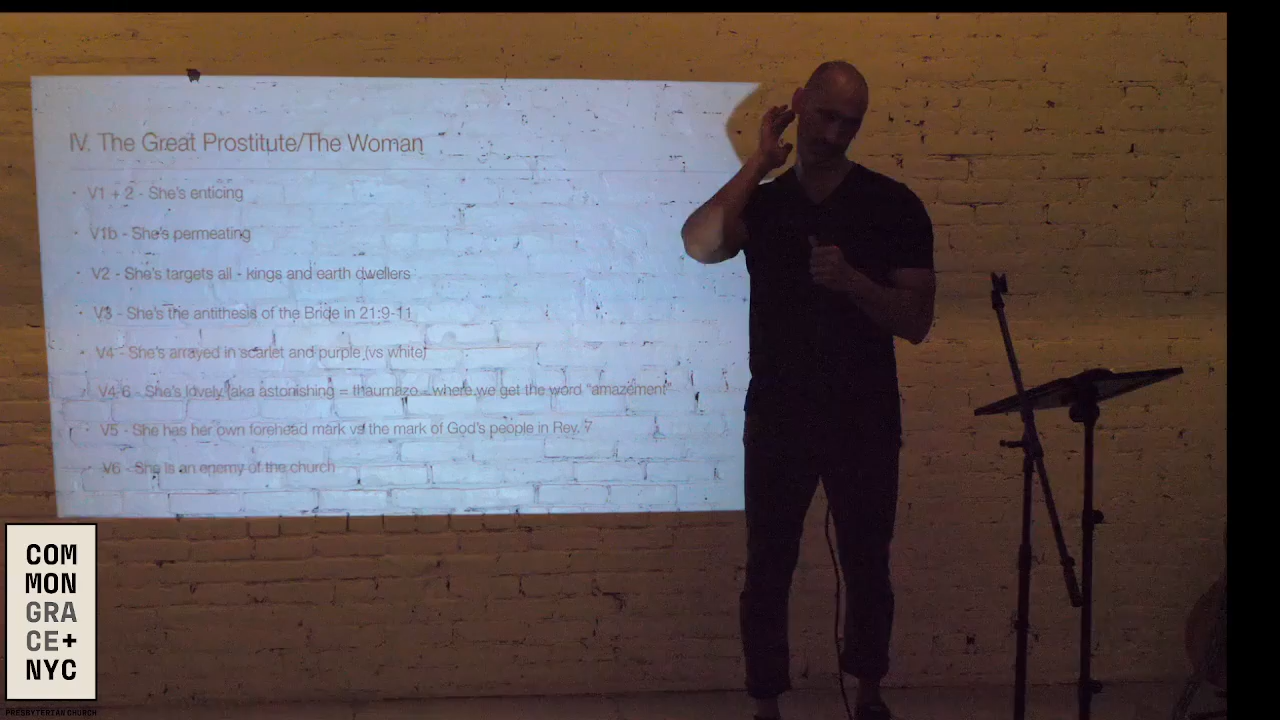 IV. The Great Prostitute/The Woman
• V1 + 2 - She's enticing
• V1b - She's permeating
• V2 - She's targets all - kings and earth dwellers
• V3 - She's the antithesis of the Bride in 21:9-11
• V4 - She's arrayed in scarlet and purple (vs white)
• V4-6 - She's lovely (aka astonishing = thaumazo - where we get the word "amazement"
• V5 - She has her own forehead mark vs the mark of God's people in Rev. 7
• V6 - She is an enemy of the church
COM
MON
GRA
CE+
NYC
PRESBYTERIAN CHURCH